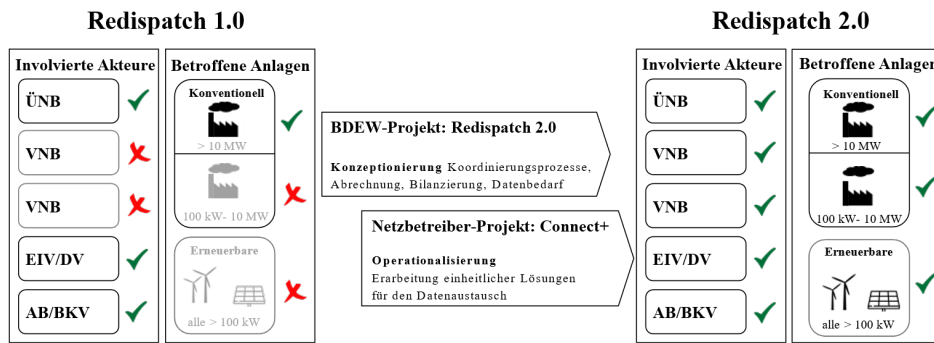 Redispatch 1.0
Involvierte Akteure
ÜNB
VNB
VNB
EIV/DV
AB/BKV
Betroffene Anlagen
Konventionell
> 10 MW
100 kW- 10 MW
Erneuerbare
alle > 100 kW
BDEW-Projekt: Redispatch 2.0
Konzeptionierung Koordinierungsprozesse,
Abrechnung, Bilanzierung, Datenbedarf
Netzbetreiber-Projekt: Connect+
Operationalisierung
Erarbeitung einheitlicher Lösungen
für den Datenaustausch
Redispatch 2.0
Involvierte Akteure
ÜNB
VNB
VNB
EIV/DV
AB/BKV
Betroffene Anlagen
Konventionell
> 10 MW
100 kW- 10 MW
Erneuerbare
alle > 100 kW